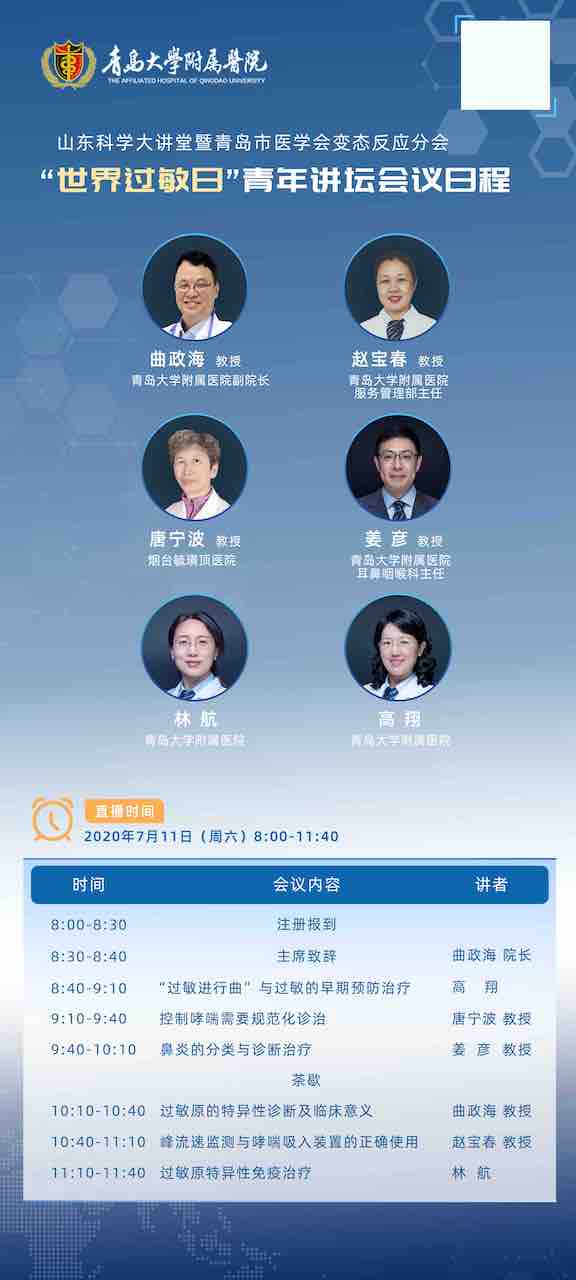 青岛大學附属醫院
THE AFFILIATED HOSPITAL OF QINGDAO UNIVERSITY
山东科学大讲堂暨青岛市医学会变态反应分会
“世界过敏日”青年讲坛会议日程
曲政海 教授
青岛大学附属医院副院长
赵宝春 教授
青岛大学附属医院
服务管理部主任
唐宁波 教授
烟台毓璜顶医院
姜 彦 教授
青岛大学附属医院
耳鼻咽喉科主任
林 航
青岛大学附属医院
高 翔
青岛大学附属医院
直播时间
2020年7月11日（周六）8:00-11:40
时间 会议内容 讲者
8:00-8:30 注册报到
8:30-8:40 主席致辞 曲政海 院长
8:40-9:10 “过敏进行曲”与过敏的早期预防治疗 高 翔
9:10-9:40 控制哮喘需要规范化诊治 唐宁波 教授
9:40-10:10 鼻炎的分类与诊断治疗 姜 彦 教授
茶歇
10:10-10:40 过敏原的特异性诊断及临床意义 曲政海 教授
10:40-11:10 峰流速监测与哮喘吸入装置的正确使用 赵宝春 教授
11:10-11:40 过敏原特异性免疫治疗 林 航